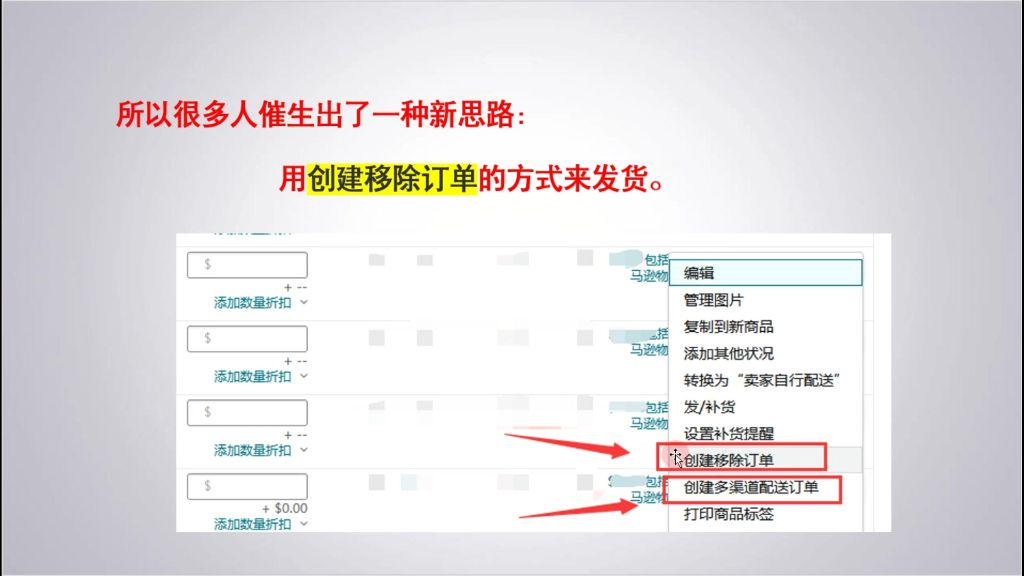 所以很多人催生出了一种新思路：
用创建移除订单的方式来发货。
$
+ --
添加数量折扣
包括
马逊物
$
+ --
添加数量折扣
包括
马逊物
$
+ --
添加数量折扣
包括
马逊物
$
+ $0.00
添加数量折扣
包括
马逊物
编辑
管理图片
复制到新商品
添加其他状况
转换为“卖家自行配送”
发/补货
设置补货提醒
创建移除订单
创建多渠道配送订单
打印商品标签